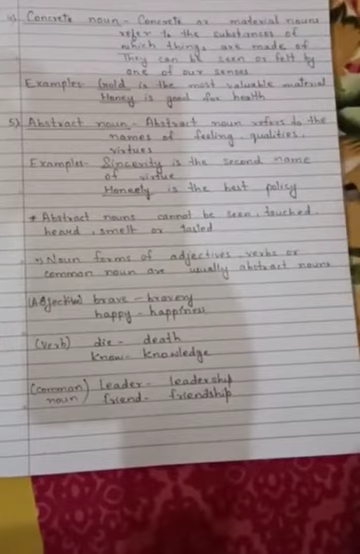 4) Concrete noun - Concrete or material nouns
refer to the substances of
which things are made of
They can be seen or felt by
one of our senses
Examples - Gold is the most valuable material
Honey is good for health
5) Abstract noun - Abstract noun refers to the
names of feeling, qualities,
virtues
Examples - Sincerity is the second name
of virtue
Honesty is the best policy
* Abstract nouns cannot be seen, touched,
heard, smelt or tasted
Noun forms of adjectives, verbs or
common noun are usually abstract nouns
(Adjective) brave - bravery
happy - happiness
(verb) die - death
know - knowledge
(common noun) Leader - leadership
friend - friendship